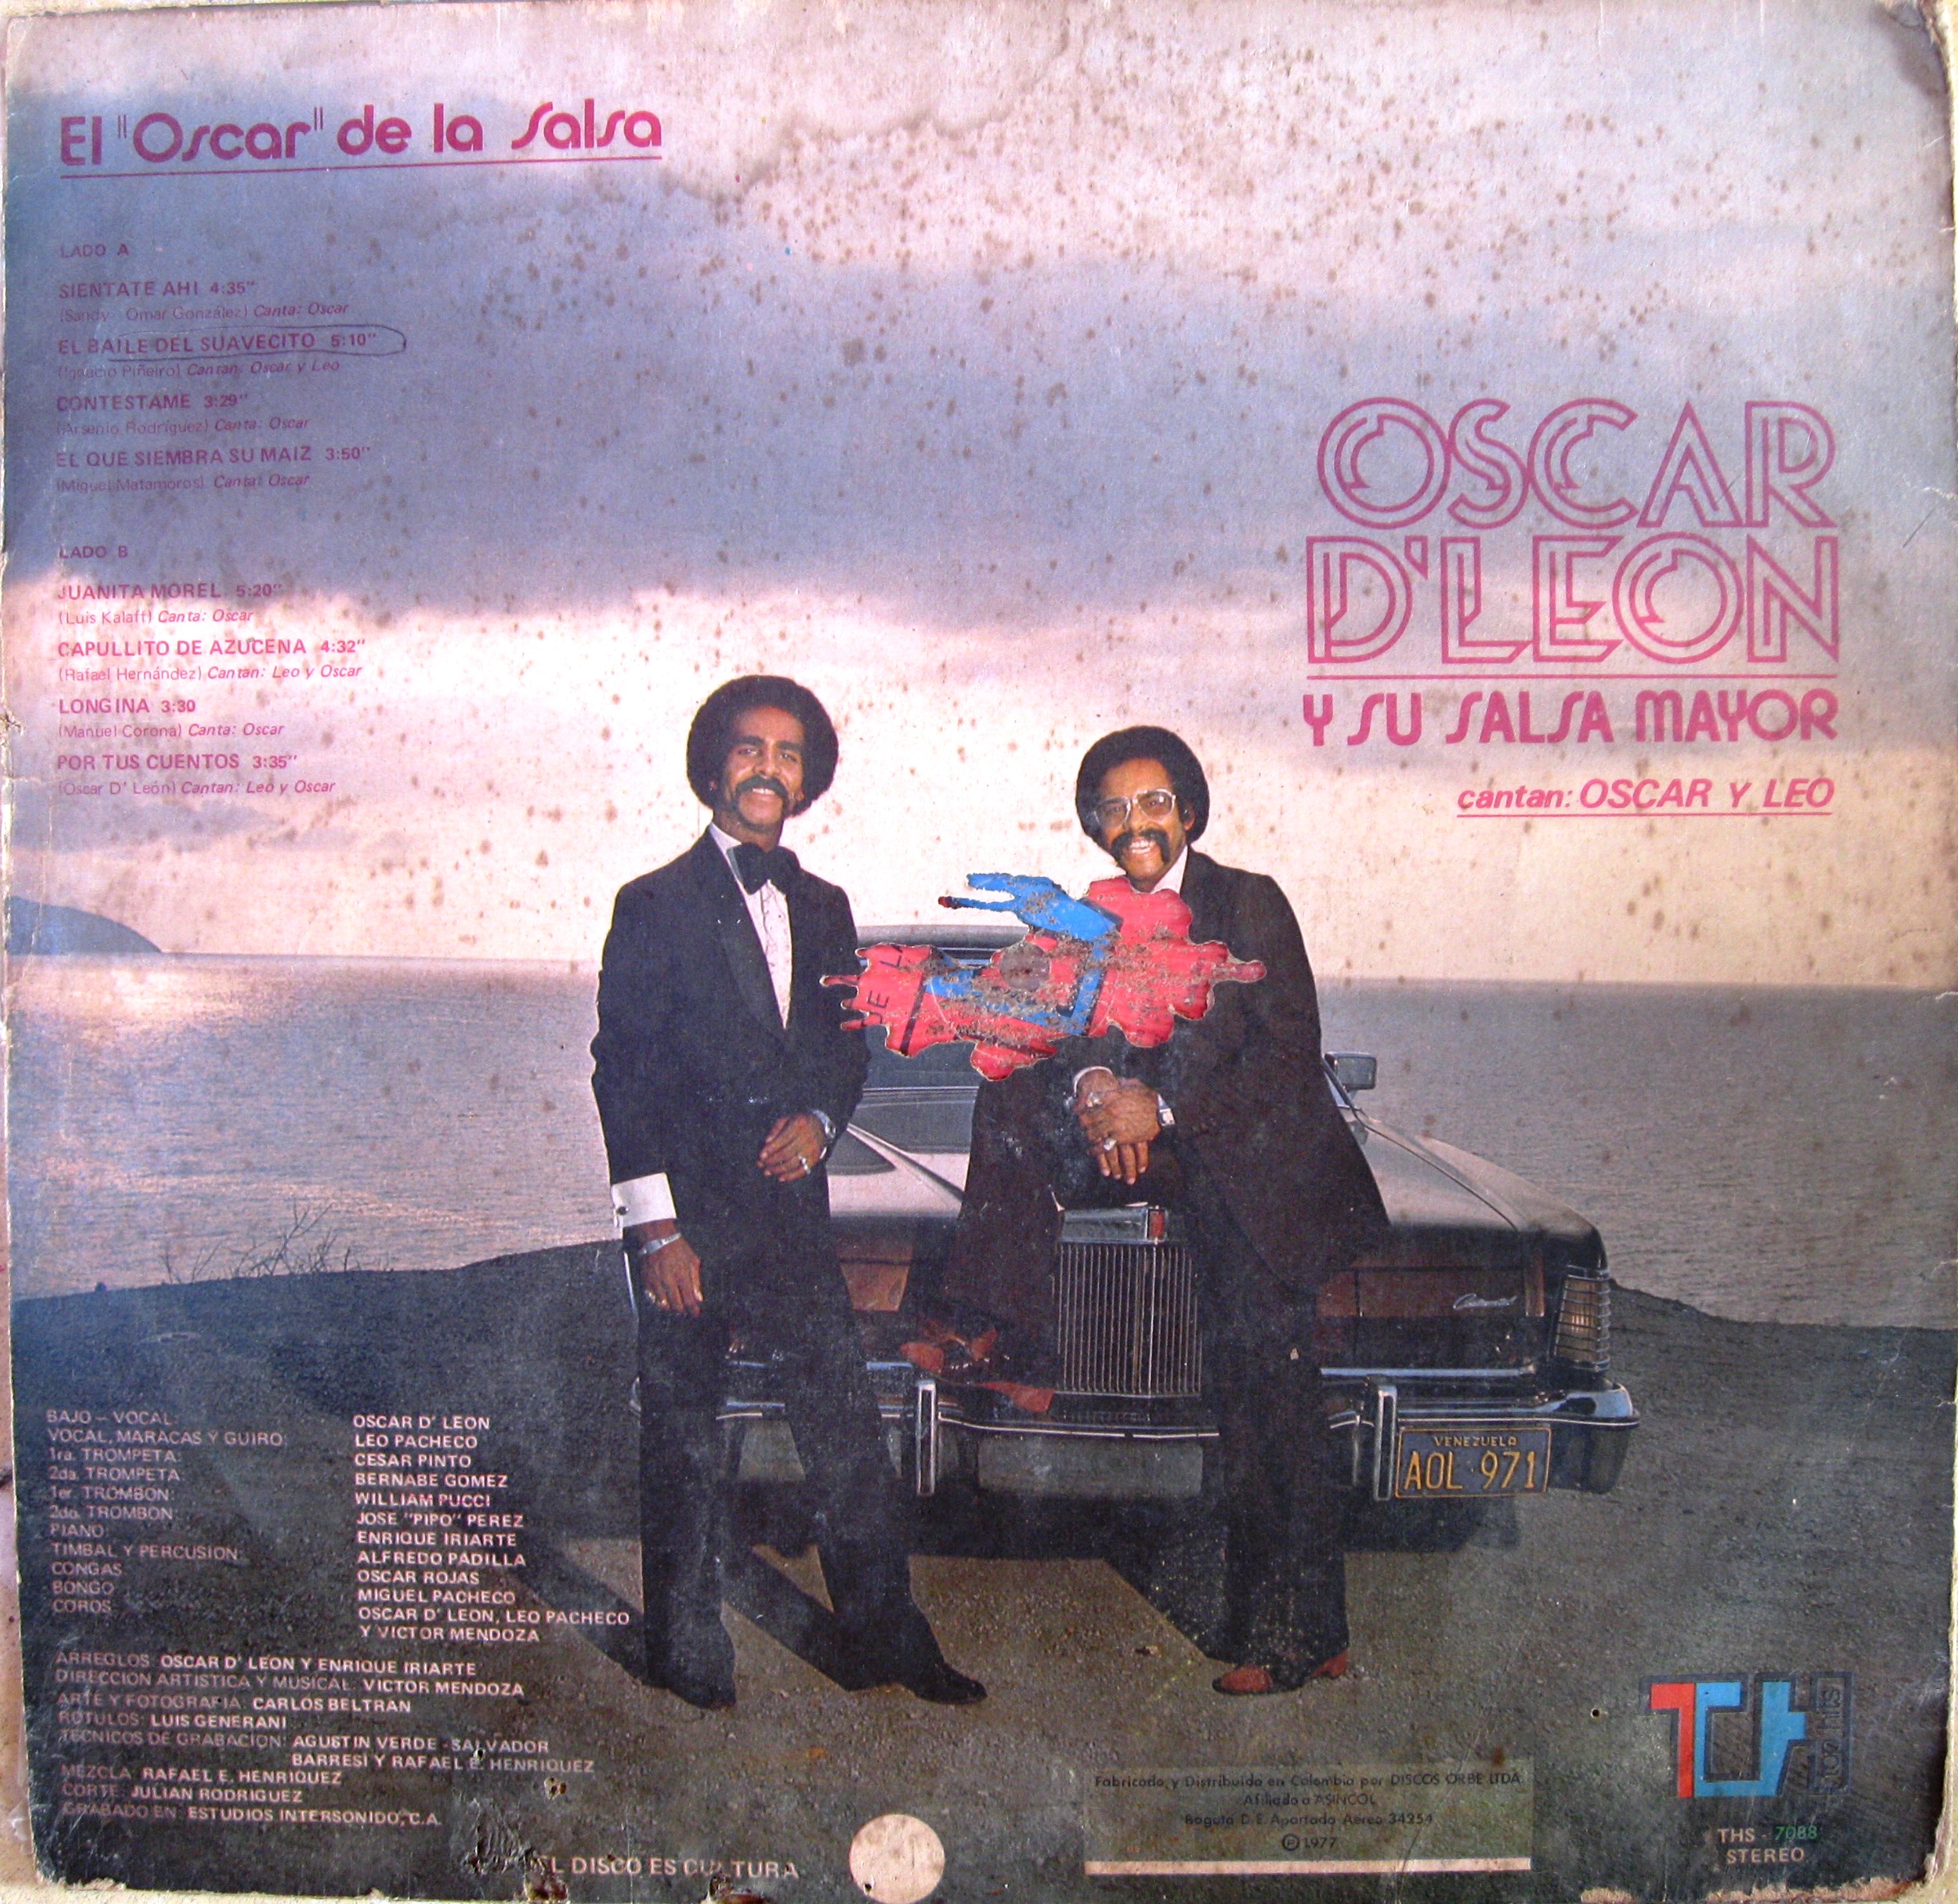 El "Oscar" de la Salsa
LADO A
SIENTATE AHI 4:35"
(Sandy Omar González) Canta: Oscar
EL BAILE DEL SUAVECITO 5:10"
(Ignacio Piñeiro) Cantan: Oscar y Leo
CONTESTAME 3:29"
(Arsenio Rodríguez) Canta: Oscar
EL QUE SIEMBRA SU MAIZ 3:50"
(Miguel Matamoros) Canta: Oscar
LADO B
JUANITA MOREL 5:20"
(Luis Kalaff) Canta: Oscar
CAPULLITO DE AZUCENA 4:32"
(Rafael Hernández) Cantan: Leo y Oscar
LONGINA 3:30
(Manuel Corona) Canta: Oscar
POR TUS CUENTOS 3:35"
(Oscar D' León) Cantan: Leo y Oscar
OSCAR
D'LEON
Y SU SALSA MAYOR
cantan: OSCAR Y LEO
DE
Continental
VENEZUELA
AOL·971
BAJO – VOCAL: OSCAR D' LEON
VOCAL, MARACAS Y GUIRO: LEO PACHECO
1ra. TROMPETA: CESAR PINTO
2da. TROMPETA: BERNABE GOMEZ
1er. TROMBON: WILLIAM PUCCI
2do. TROMBON: JOSE "PIPO" PEREZ
PIANO: ENRIQUE IRIARTE
TIMBAL Y PERCUSION: ALFREDO PADILLA
CONGAS OSCAR ROJAS
BONGO MIGUEL PACHECO
COROS OSCAR D' LEON, LEO PACHECO
Y VICTOR MENDOZA
ARREGLOS: OSCAR D' LEON Y ENRIQUE IRIARTE
DIRECCION ARTISTICA Y MUSICAL: VICTOR MENDOZA
ARTE Y FOTOGRAFIA: CARLOS BELTRAN
ROTULOS: LUIS GENERANI
TECNICOS DE GRABACION: AGUSTIN VERDE - SALVADOR
BARRESI Y RAFAEL E. HENRIQUEZ
MEZCLA: RAFAEL E. HENRIQUEZ
CORTE: JULIAN RODRIGUEZ
GRABADO EN: ESTUDIOS INTERSONIDO, C.A.
EL DISCO ES CULTURA
Fabricado y Distribuido en Colombia por DISCOS ORBE LTDA.
Afiliado a ASINCOL
Bogotá D.E. Apartado Aereo 34254
Ⓟ 1977
TH
TOP HITS
THS - 7088
STEREO